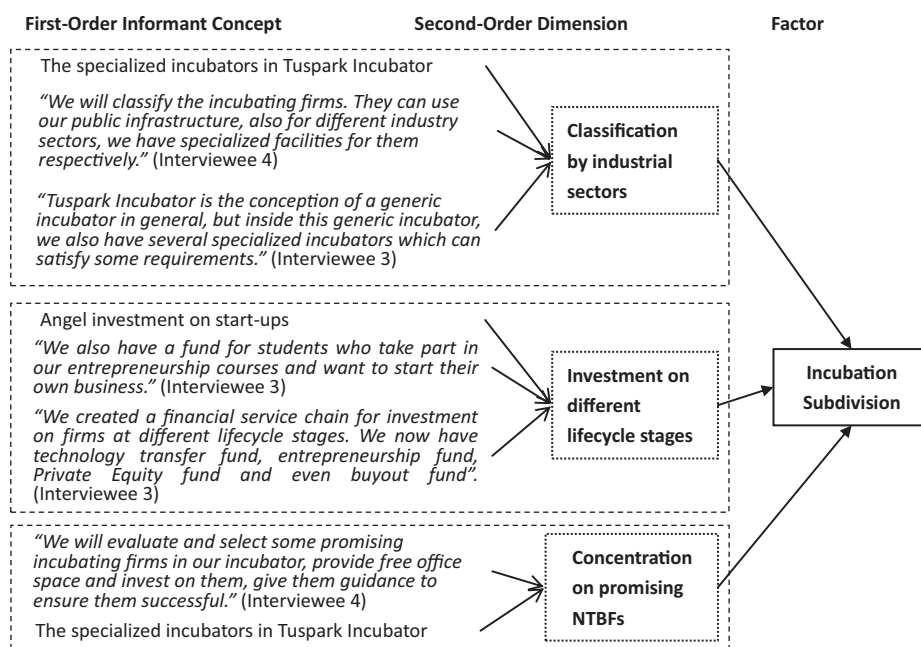 First-Order Informant Concept
Second-Order Dimension
Factor
The specialized incubators in Tuspark Incubator
“We will classify the incubating firms. They can use
our public infrastructure, also for different industry
sectors, we have specialized facilities for them
respectively.” (Interviewee 4)
“Tuspark Incubator is the conception of a generic
incubator in general, but inside this generic incubator,
we also have several specialized incubators which can
satisfy some requirements.” (Interviewee 3)
Classification
by industrial
sectors
Angel investment on start-ups
“We also have a fund for students who take part in
our entrepreneurship courses and want to start their
own business.” (Interviewee 3)
“We created a financial service chain for investment
on firms at different lifecycle stages. We now have
technology transfer fund, entrepreneurship fund,
Private Equity fund and even buyout fund”.
(Interviewee 3)
Investment on
different
lifecycle stages
Incubation
Subdivision
“We will evaluate and select some promising
incubating firms in our incubator, provide free office
space and invest on them, give them guidance to
ensure them successful.” (Interviewee 4)
The specialized incubators in Tuspark Incubator
Concentration
on promising
NTBFs